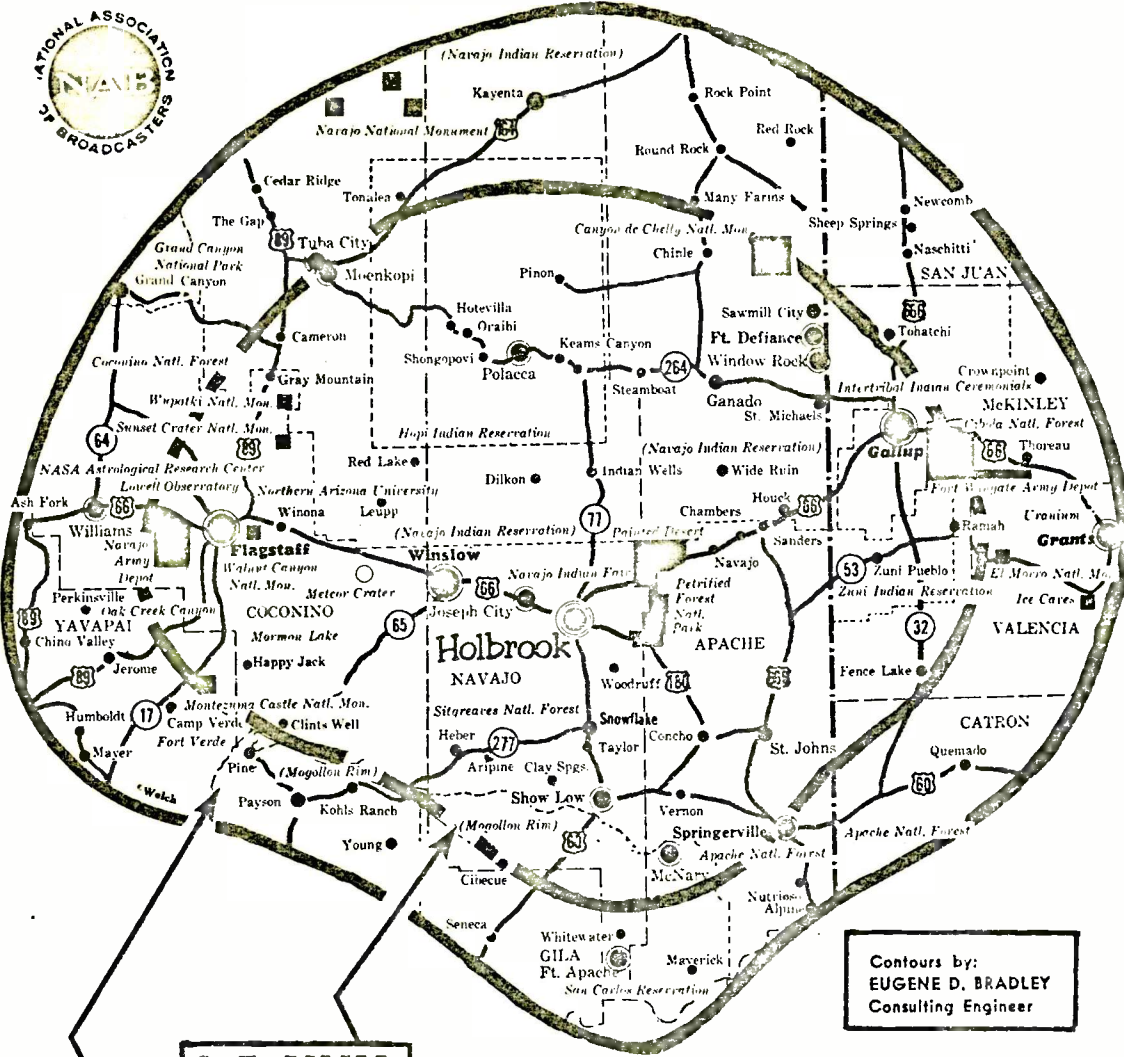 NATIONAL ASSOCIATION
OF BROADCASTERS
NAB
(Navajo Indian Reservation)
Kayenta
Rock Point
Navajo National Monument
Red Rock
Round Rock
Cedar Ridge
Tonalea
Many Farms
Newcomb
The Gap
Sheep Springs
89
Tuba City
Canyon de Chelly Natl. Mon.
Grand Canyon
National Park
Naschitti
Chinle
Moenkopi
Grand Canyon
Pinon
SAN JUAN
Hotevilla
Sawmill City
666
Oraibi
Tohatchi
Cameron
Ft. Defiance
Keams Canyon
Coconino Natl. Forest
Shongopovi
Window Rock
Polacca
264
Steamboat
Crownpoint
Gray Mountain
Intertribal Indian Ceremonials
Wupatki Natl. Mon.
Ganado
McKINLEY
St. Michaels
Cibola Natl. Forest
Sunset Crater Natl. Mon.
64
Hopi Indian Reservation
89
(Navajo Indian Reservation)
Gallup
66
Thoreau
NASA Astrological Research Center
Red Lake
Indian Wells
Wide Ruin
Lowell Observatory
Dilkon
Northern Arizona University
Fort Wingate Army Depot
Ash Fork
66
Leupp
Houck
66
Winona
Chambers
Uranium
Williams
(Navajo Indian Reservation)
77
Painted Desert
Ramah
Navajo
Army
Depot
Flagstaff
Sanders
Grants
Winslow
Walnut Canyon
Natl. Mon.
Navajo
53
Zuni Pueblo
Navajo Indian Fair
El Morro Natl. Mo.
Meteor Crater
66
Petrified
Forest
Natl.
Park
Zuni Indian Reservation
Perkinsville
89
Oak Creek Canyon
COCONINO
Joseph City
Ice Caves
YAVAPAI
65
32
VALENCIA
Chino Valley
Mormon Lake
Holbrook
APACHE
Jerome
Happy Jack
NAVAJO
Woodruff
180
Fence Lake
89
Montezuma Castle Natl. Mon.
Humboldt
17
Camp Verde
Clints Well
Sitgreaves Natl. Forest
Snowflake
CATRON
Fort Verde
Heber
277
Taylor
Concho
St. Johns
Mayer
Pine
Aripine
Clay Spgs.
Quemado
(Mogollon Rim)
60
Payson
Show Low
Vernon
Kohls Ranch
(Mogollon Rim)
Springerville
Apache Natl. Forest
Young
Apache Natl. Forest
Cibecue
McNary
Nutrioso
Alpine
Seneca
Whitewater
GILA
Ft. Apache
Maverick
San Carlos Reservation
Contours by:
EUGENE D. BRADLEY
Consulting Engineer